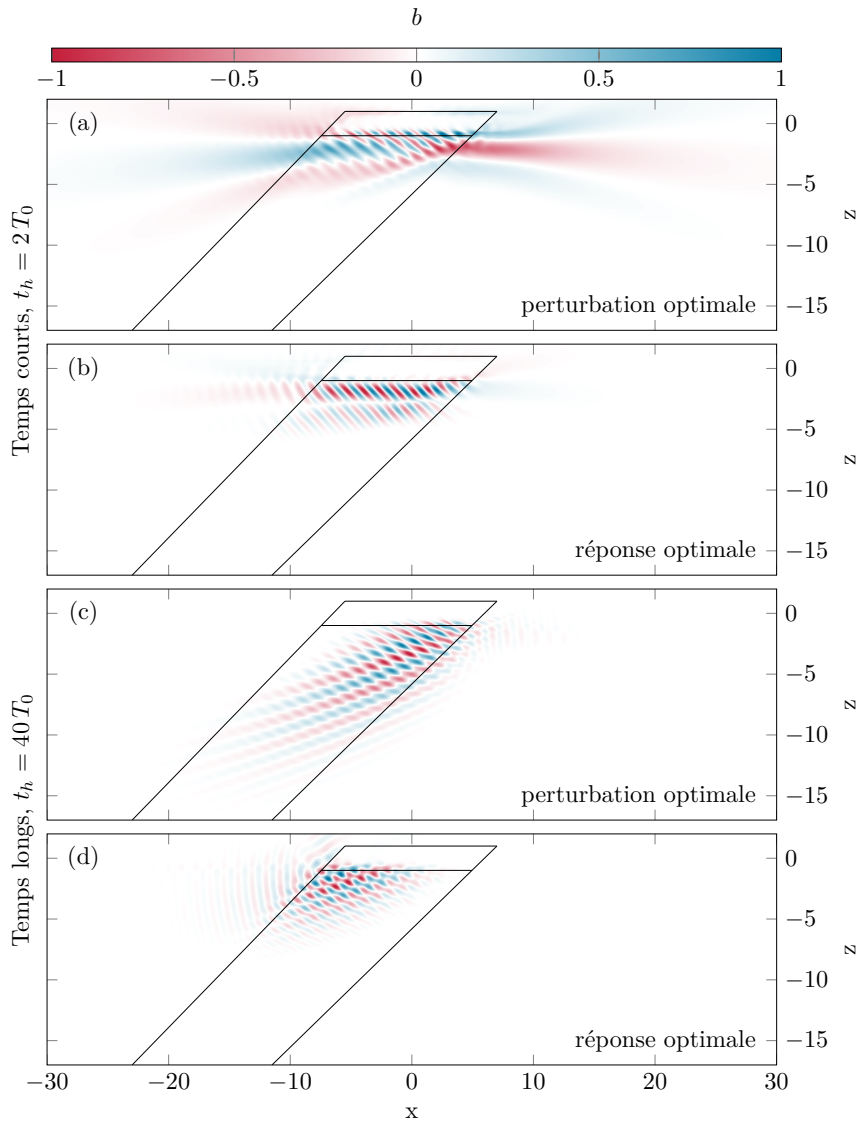 b
−1 −0.5 0 0.5 1
(a)
0
−5
−10
−15
z
perturbation optimale
Temps courts, t_h = 2 T_0
(b)
0
−5
−10
−15
z
réponse optimale
(c)
0
−5
−10
−15
z
perturbation optimale
Temps longs, t_h = 40 T_0
(d)
0
−5
−10
−15
z
réponse optimale
−30 −20 −10 0 10 20 30
x